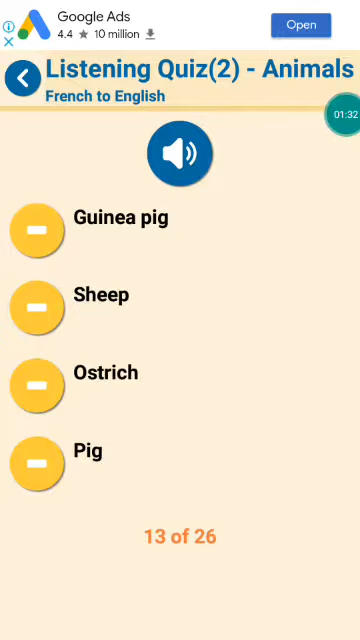 Google Ads
4.4 ★ 10 million
Open
Listening Quiz(2) - Animals
French to English
01:32
Guinea pig
Sheep
Ostrich
Pig
13 of 26